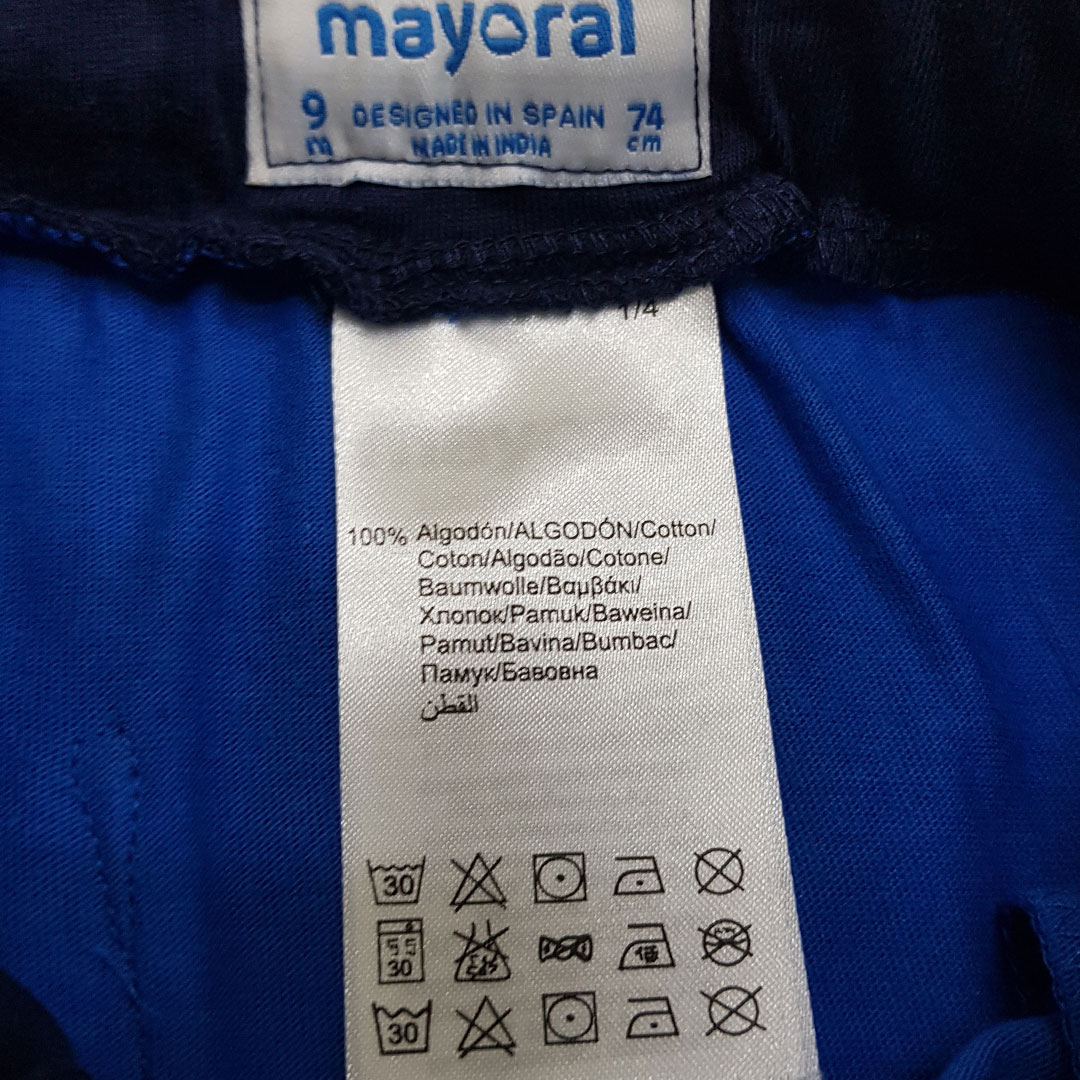 mayoral
9 m DESIGNED IN SPAIN 74 cm
MADE IN INDIA
1/4
100% Algodón/ALGODÓN/Cotton/
Coton/Algodão/Cotone/
Baumwolle/Βαμβάκι/
Хлопок/Pamuk/Baweina/
Pamut/Bavina/Bumbac/
Памук/Бавовна
القطن
30
30
30